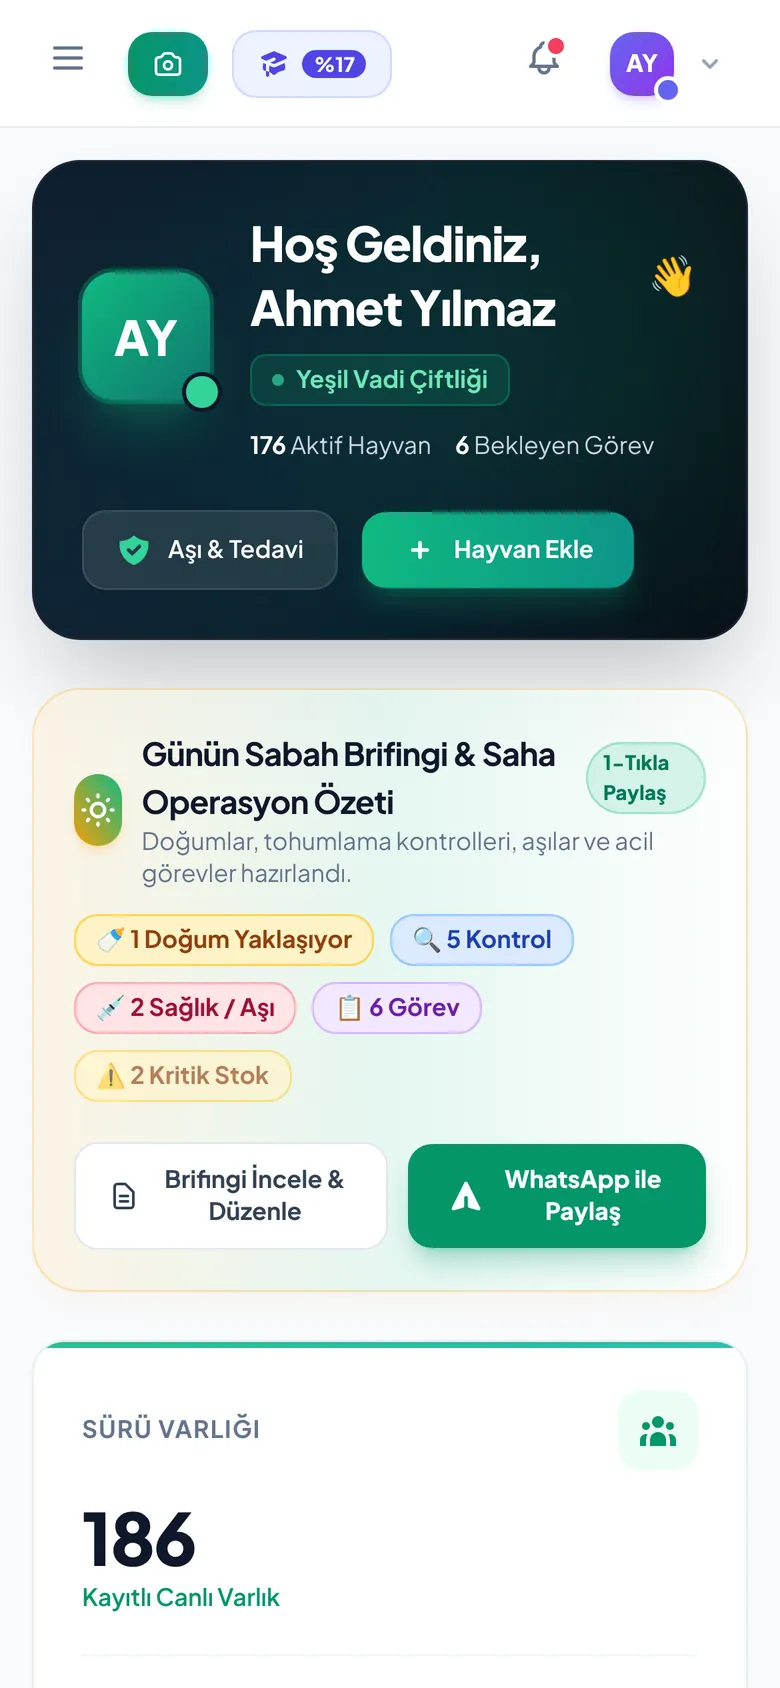 %17
AY
Hoş Geldiniz,
Ahmet Yılmaz
AY
Yeşil Vadi Çiftliği
176 Aktif Hayvan 6 Bekleyen Görev
Aşı & Tedavi
Hayvan Ekle
Günün Sabah Brifingi & Saha
Operasyon Özeti
1-Tıkla
Paylaş
Doğumlar, tohumlama kontrolleri, aşılar ve acil
görevler hazırlandı.
1 Doğum Yaklaşıyor
5 Kontrol
2 Sağlık / Aşı
6 Görev
2 Kritik Stok
Brifingi İncele &
Düzenle
WhatsApp ile
Paylaş
SÜRÜ VARLIĞI
186
Kayıtlı Canlı Varlık